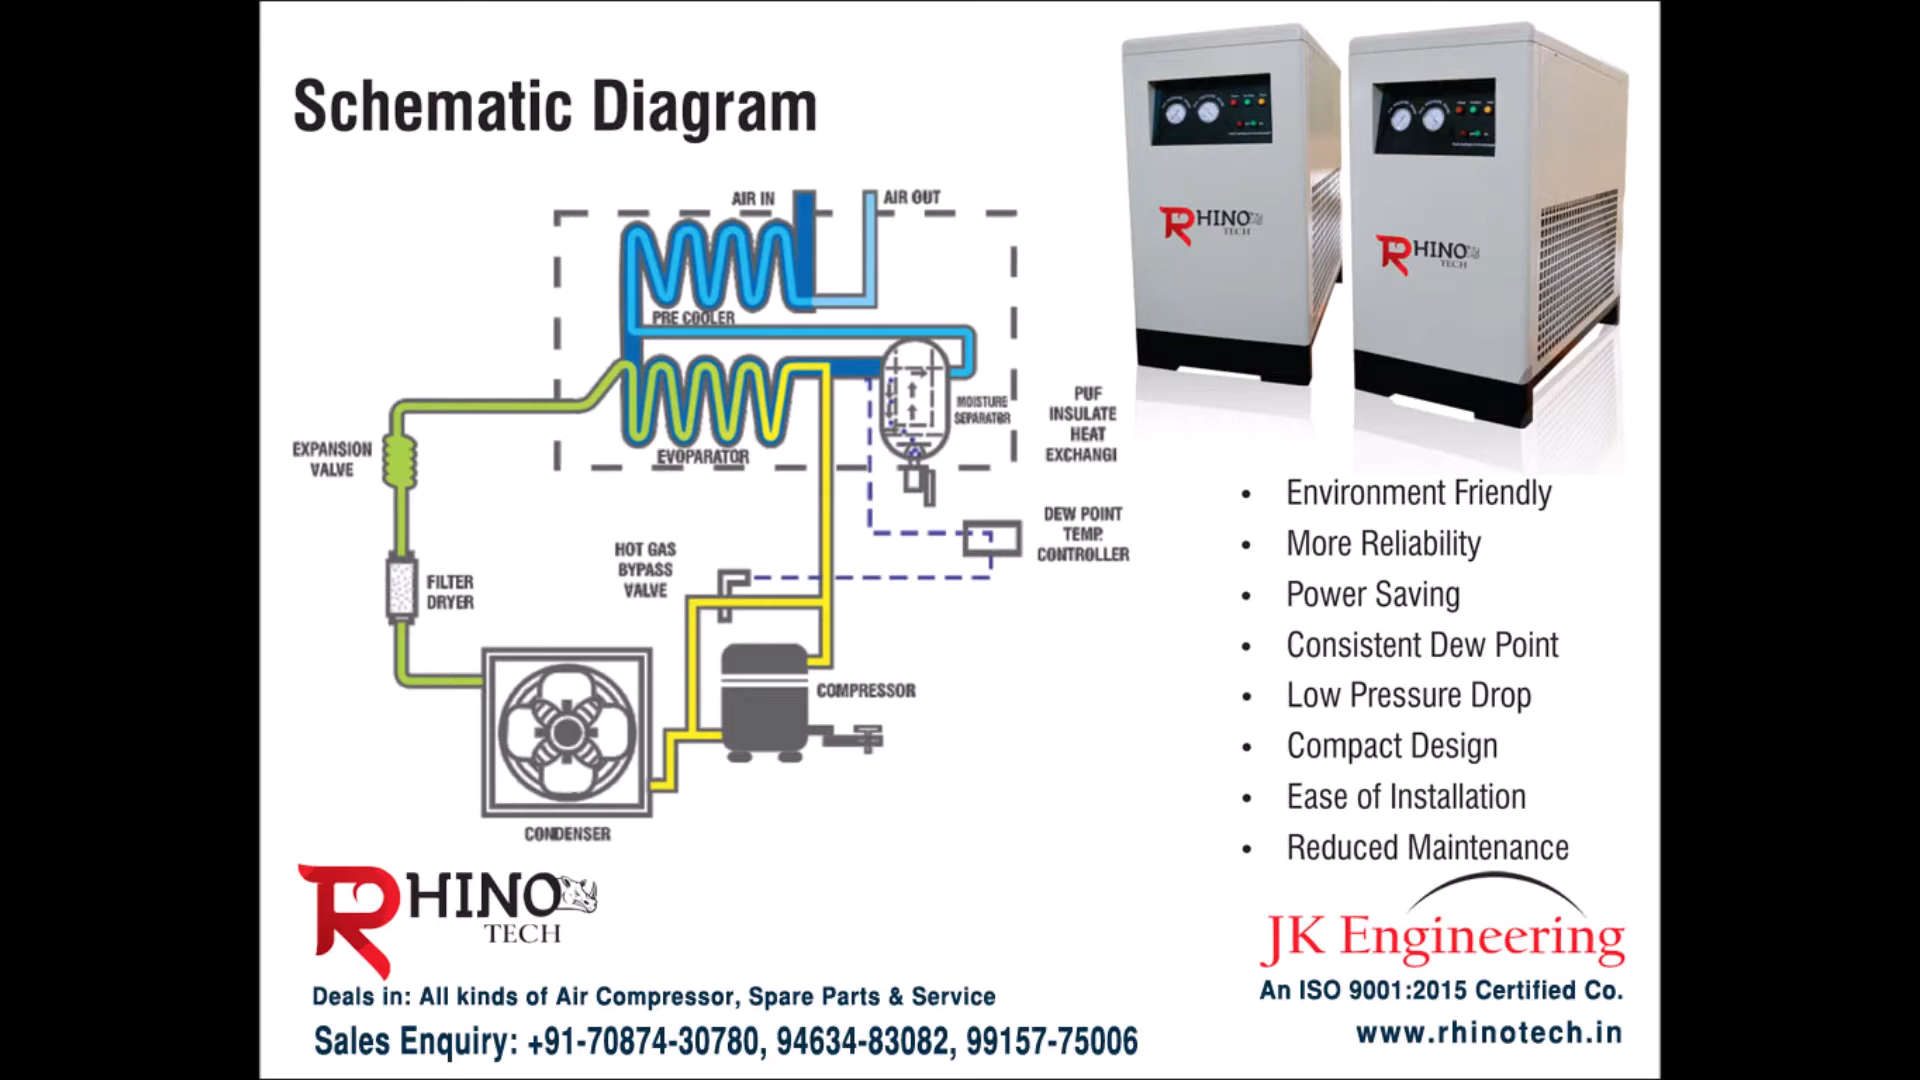 Schematic Diagram
AIR IN
AIR OUT
PRE COOLER
EVOPARATOR
MOISTURE
SEPARATOR
PUF
INSULATE
HEAT
EXCHANGI
EXPANSION
VALVE
DEW POINT
TEMP.
CONTROLLER
HOT GAS
BYPASS
VALVE
FILTER
DRYER
COMPRESSOR
CONDENSER
RHINO
TECH
RHINO
TECH
• Environment Friendly
• More Reliability
• Power Saving
• Consistent Dew Point
• Low Pressure Drop
• Compact Design
• Ease of Installation
• Reduced Maintenance
RHINO
TECH
Deals in: All kinds of Air Compressor, Spare Parts & Service
Sales Enquiry: +91-70874-30780, 94634-83082, 99157-75006
JK Engineering
An ISO 9001:2015 Certified Co.
www.rhinotech.in